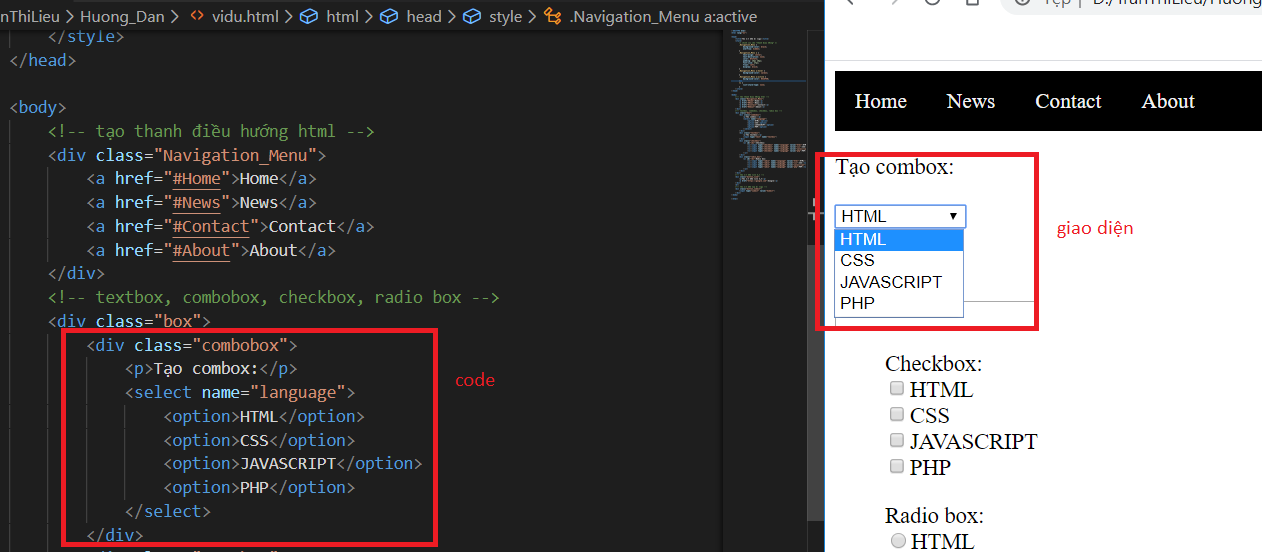 nThiLieu > Huong_Dan > <> vidu.html > html > head > style > .Navigation_Menu a:active
</style>
</head>
<body>
<!-- tạo thanh điều hướng html -->
<div class="Navigation_Menu">
<a href="#Home">Home</a>
<a href="#News">News</a>
<a href="#Contact">Contact</a>
<a href="#About">About</a>
</div>
<!-- textbox, combobox, checkbox, radio box -->
<div class="box">
<div class="combobox">
<p>Tạo combox:</p>
<select name="language">
<option>HTML</option>
<option>CSS</option>
<option>JAVASCRIPT</option>
<option>PHP</option>
</select>
</div>
code
Home News Contact About
Tạo combox:
HTML
HTML
CSS
JAVASCRIPT
PHP
giao diện
Checkbox:
HTML
CSS
JAVASCRIPT
PHP
Radio box:
HTML